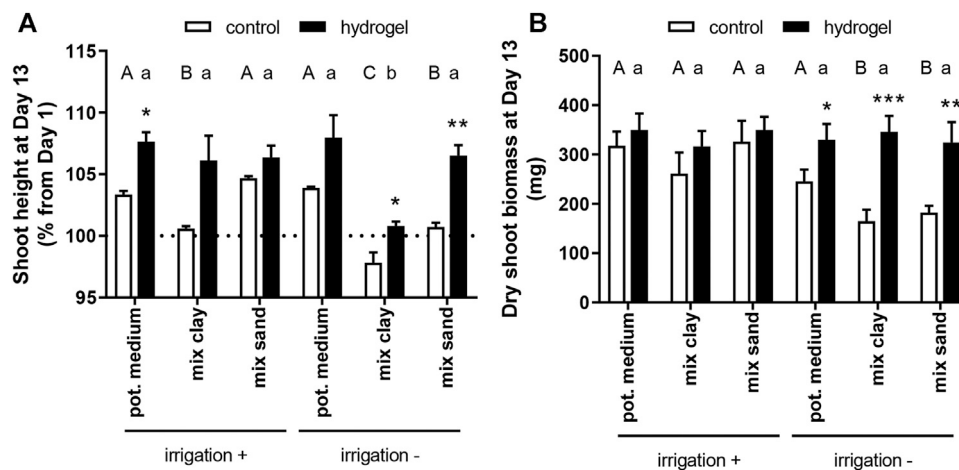 A
control hydrogel
Shoot height at Day 13
(% from Day 1)
115
110
105
100
95
A a B a A a A a C b B a
* * **
pot. medium
mix clay
mix sand
pot. medium
mix clay
mix sand
irrigation + irrigation -
B
control hydrogel
Dry shoot biomass at Day 13
(mg)
500
400
300
200
100
0
A a A a A a A a B a B a
* *** **
pot. medium
mix clay
mix sand
pot. medium
mix clay
mix sand
irrigation + irrigation -